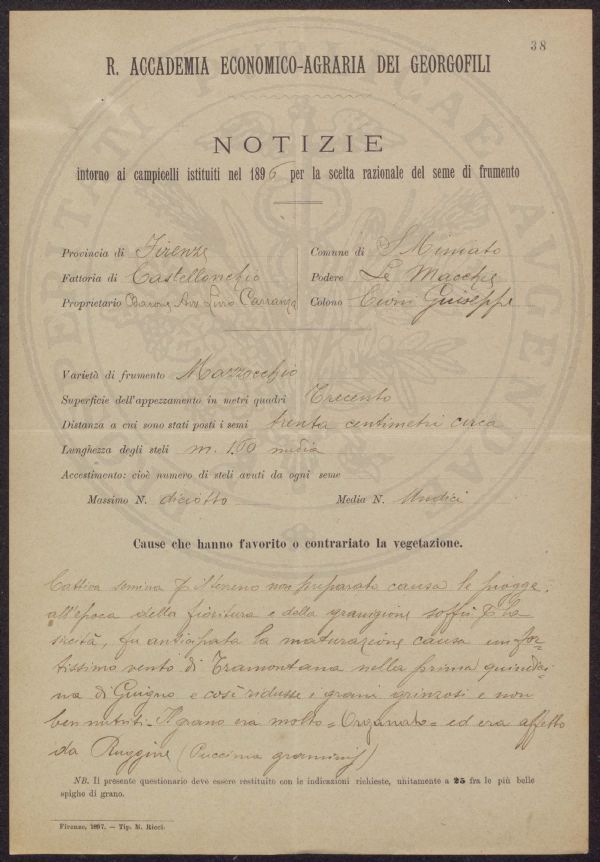 38
R. ACCADEMIA ECONOMICO-AGRARIA DEI GEORGOFILI
NOTIZIE
intorno ai campicelli istituiti nel 1896 per la scelta razionale del seme di frumento
Provincia di Firenze
Comune di S Miniato
Fattoria di Castellonchio
Podere Le Macchie
Proprietario Barone Avv Livio Carranza
Colono Giuseppe
Varietà di frumento Mazzocchio
Superficie dell'appezzamento in metri quadri Trecento
Distanza a cui sono stati posti i semi trenta centimetri circa
Lunghezza degli steli m. 1.50 media
Accestimento: cioè numero di steli avuti da ogni seme
Massimo N. diciotto
Media N. Undici
Cause che hanno favorito o contrariato la vegetazione.
Cattiva semina p il terreno non preparato causa le piogge,
all'epoca della fioritura e della granigione soffrì p la
siccità, fu anticipata la maturazione causa un for-
tissimo vento di Tramontana nella prima quindici-
na di Giugno e così ridusse i grani grinzosi e non
ben nutriti. Il grano era molto ed era affetto
da Ruggine (Puccinia graminis)
NB. Il presente questionario deve essere restituito con le indicazioni richieste, unitamente a 25 fra le più belle
spighe di grano.
Firenze, 1897. — Tip. M. Ricci.